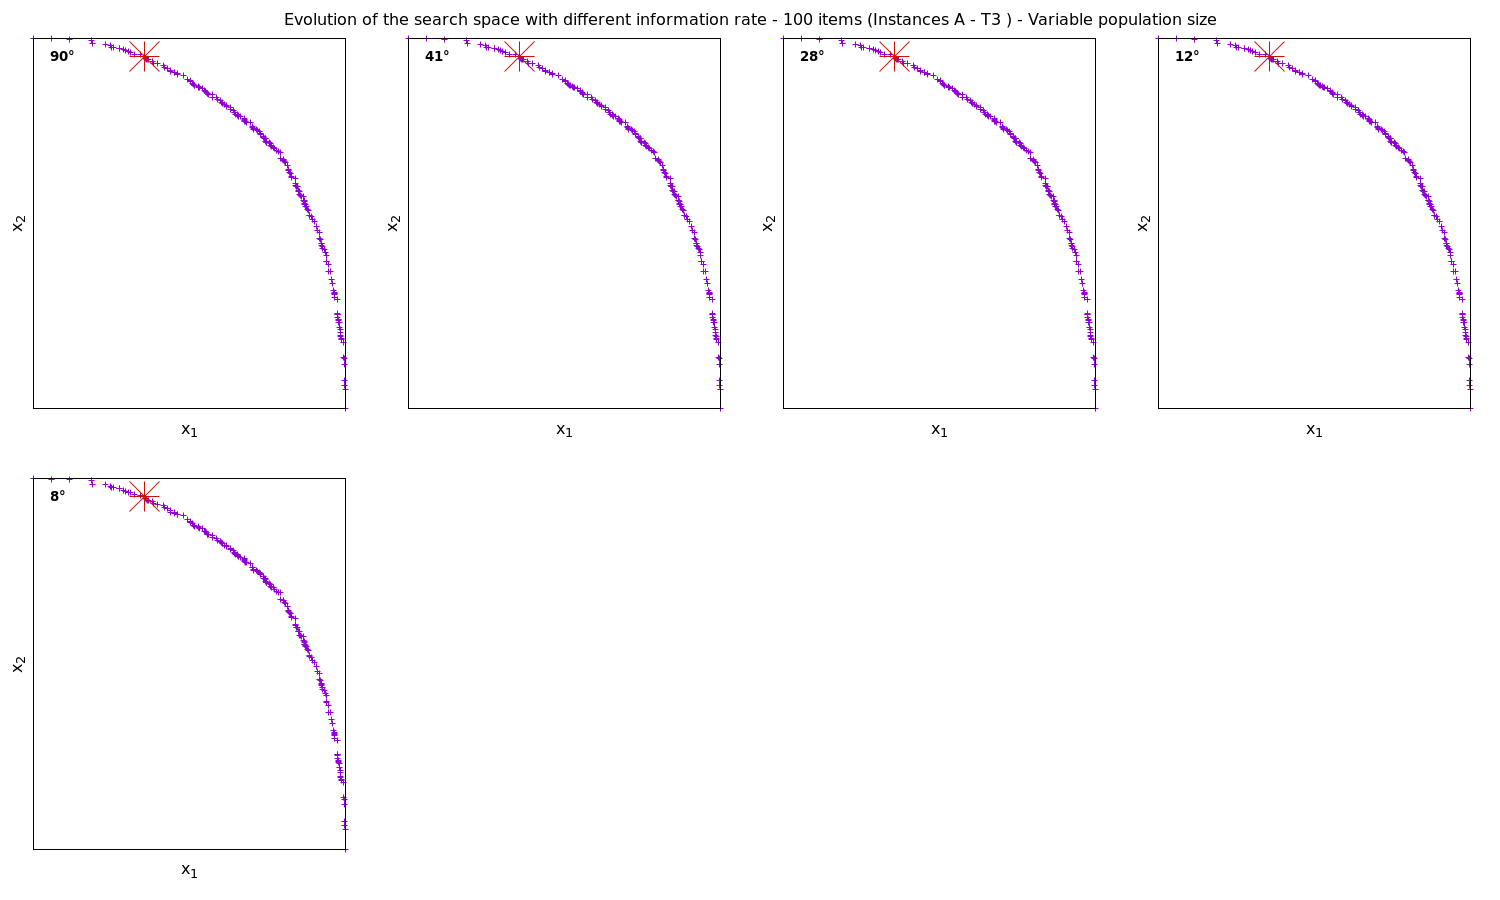 Evolution of the search space with different information rate - 100 items (Instances A - T3 ) - Variable population size
90°
x₂
x₁
41°
x₂
x₁
28°
x₂
x₁
12°
x₂
x₁
8°
x₂
x₁